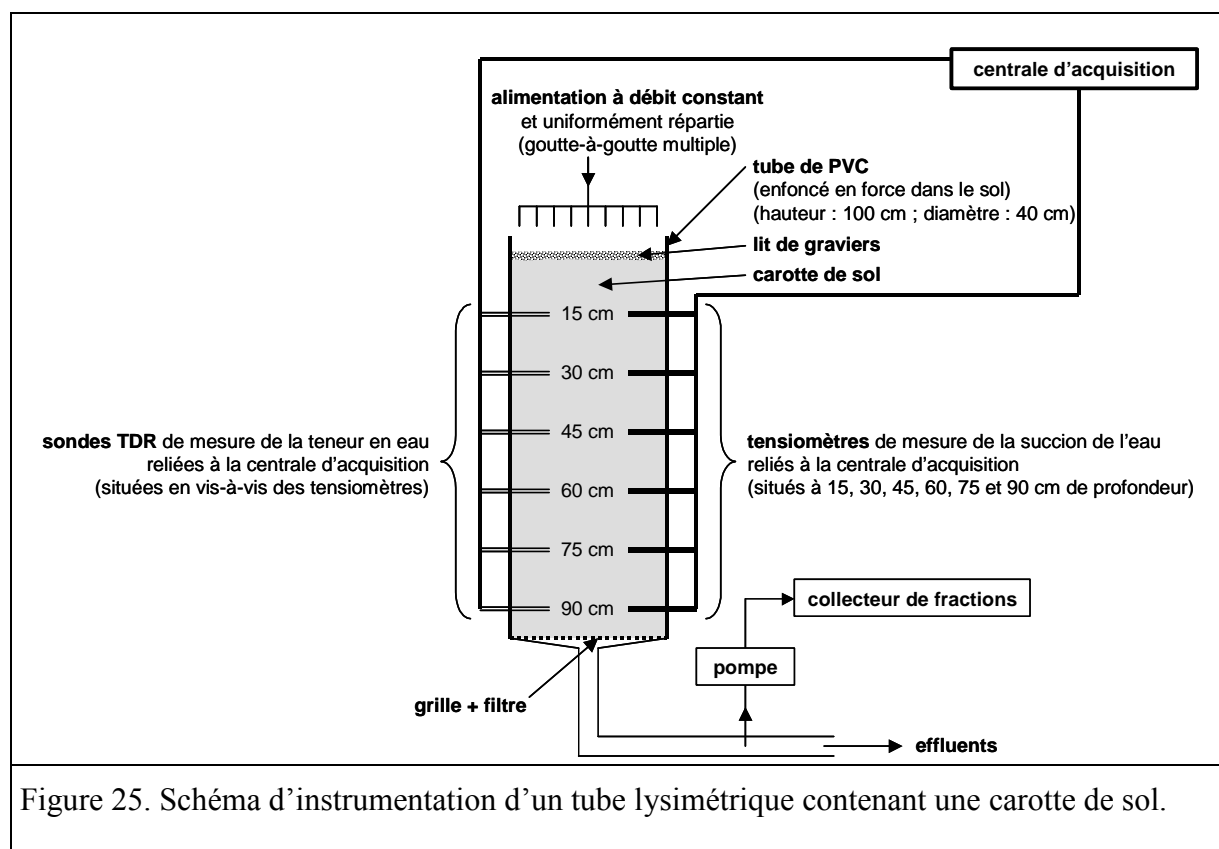 centrale d'acquisition
alimentation à débit constant
et uniformément répartie
(goutte-à-goutte multiple)
tube de PVC
(enfoncé en force dans le sol)
(hauteur : 100 cm ; diamètre : 40 cm)
lit de graviers
carotte de sol
15 cm
30 cm
45 cm
60 cm
75 cm
90 cm
sondes TDR de mesure de la teneur en eau
reliées à la centrale d'acquisition
(situées en vis-à-vis des tensiomètres)
tensiomètres de mesure de la succion de l'eau
reliés à la centrale d'acquisition
(situés à 15, 30, 45, 60, 75 et 90 cm de profondeur)
collecteur de fractions
pompe
grille + filtre
effluents
Figure 25. Schéma d'instrumentation d'un tube lysimétrique contenant une carotte de sol.